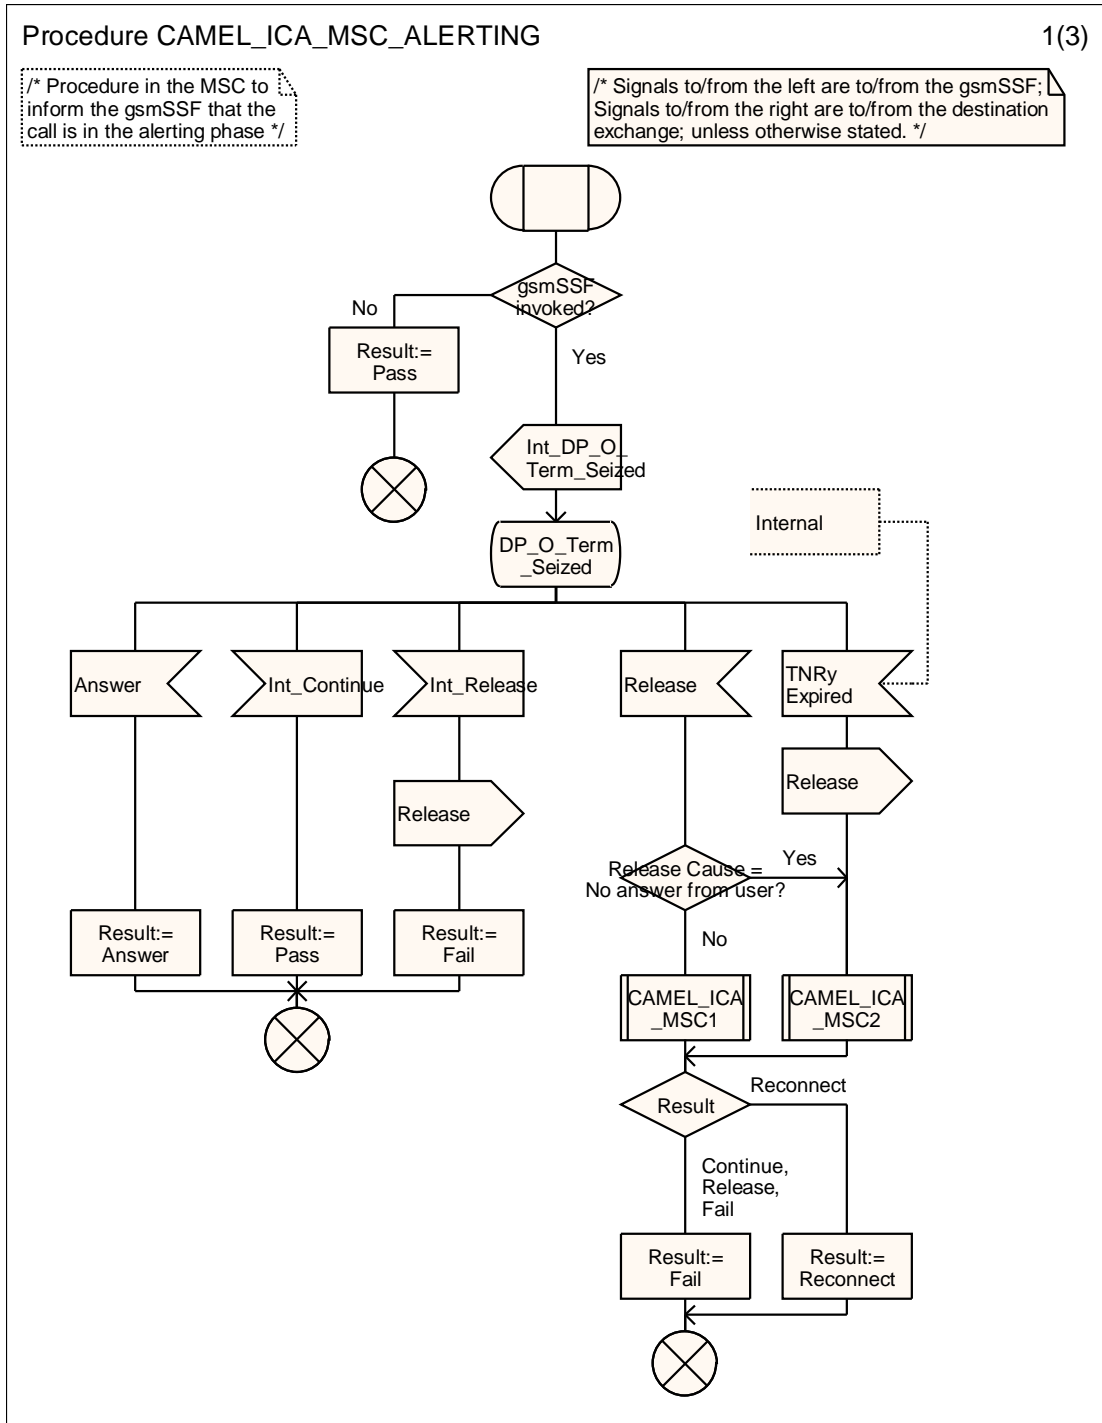 Procedure CAMEL_ICA_MSC_ALERTING
1(3)
/* Procedure in the MSC to
inform the gsmSSF that the
call is in the alerting phase */
/* Signals to/from the left are to/from the gsmSSF;
Signals to/from the right are to/from the destination
exchange; unless otherwise stated. */
gsmSSF
invoked?
No
Yes
Result:=
Pass
Int_DP_O_
Term_Seized
Internal
DP_O_Term
_Seized
Answer
Int_Continue
Int_Release
Release
TNRy
Expired
Release
Release
Release Cause =
No answer from user?
Yes
No
Result:=
Answer
Result:=
Pass
Result:=
Fail
CAMEL_ICA
_MSC1
CAMEL_ICA
_MSC2
Result
Reconnect
Continue,
Release,
Fail
Result:=
Fail
Result:=
Reconnect